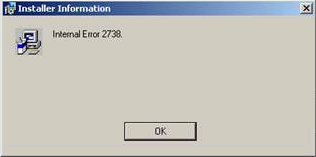 Installer Information
Internal Error 2738.
OK